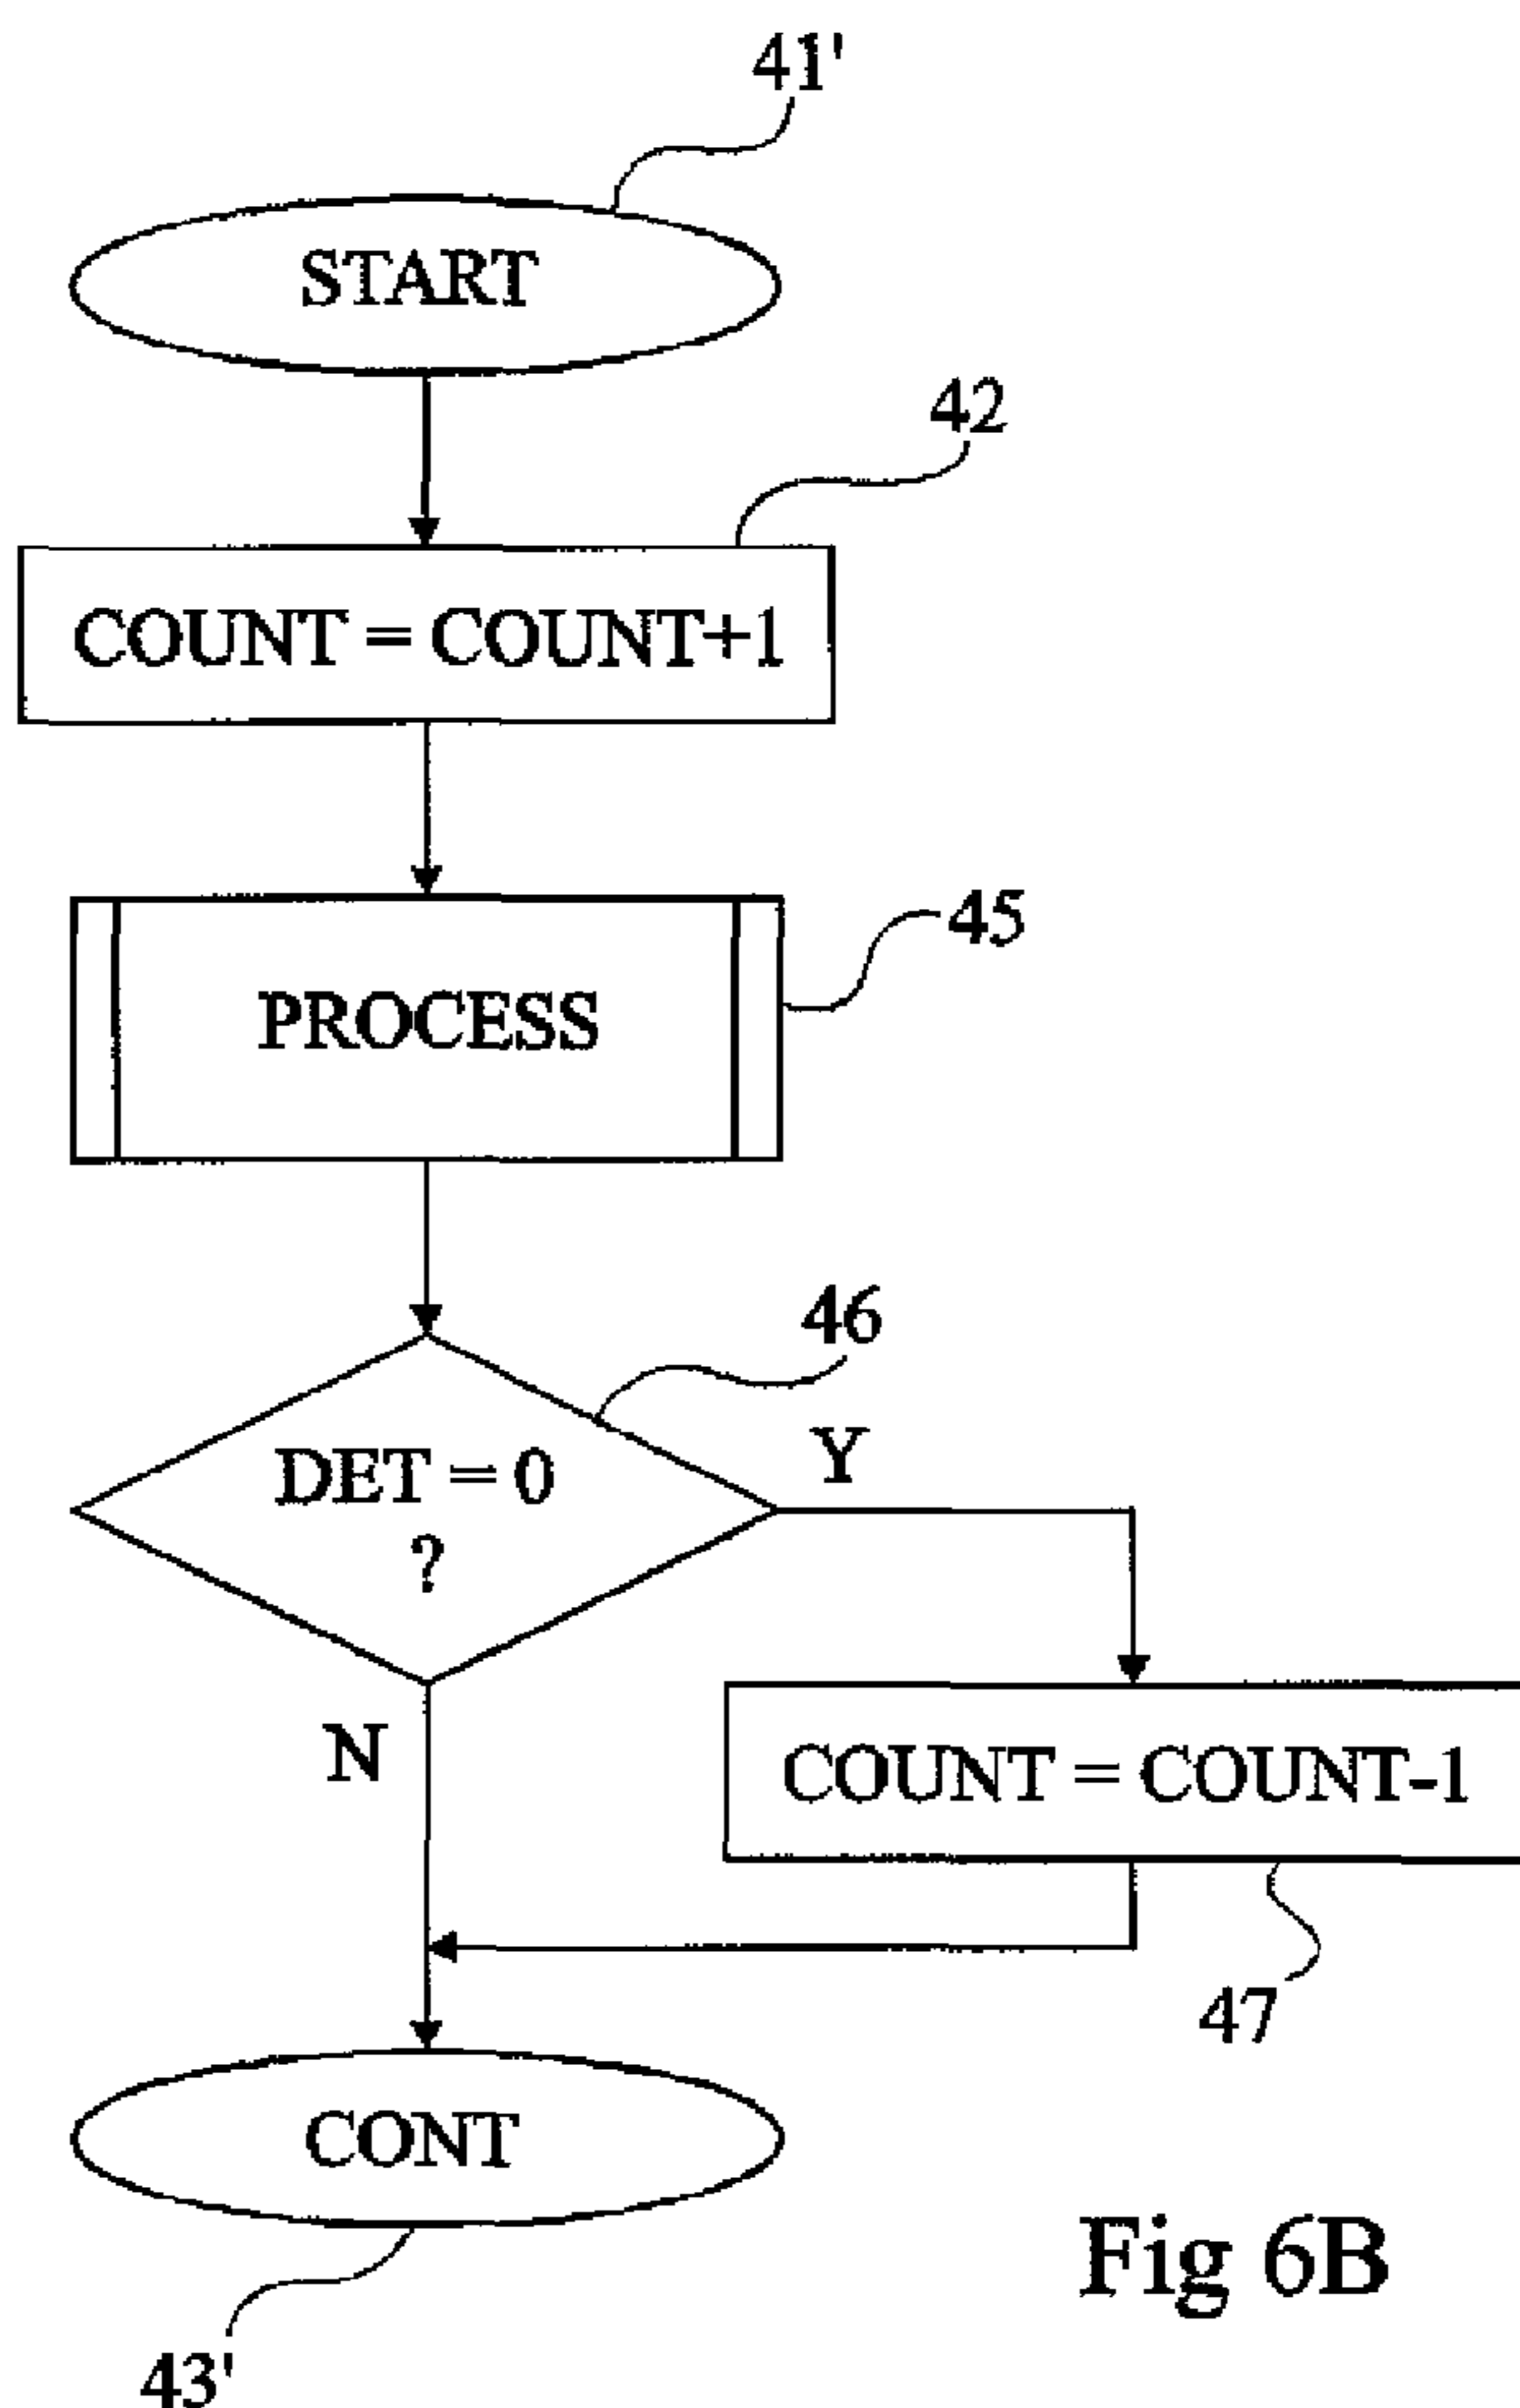 41'
START
42
COUNT = COUNT+1
45
PROCESS
46
DET = 0
?
Y
N
COUNT = COUNT-1
47
CONT
43'
Fig 6B